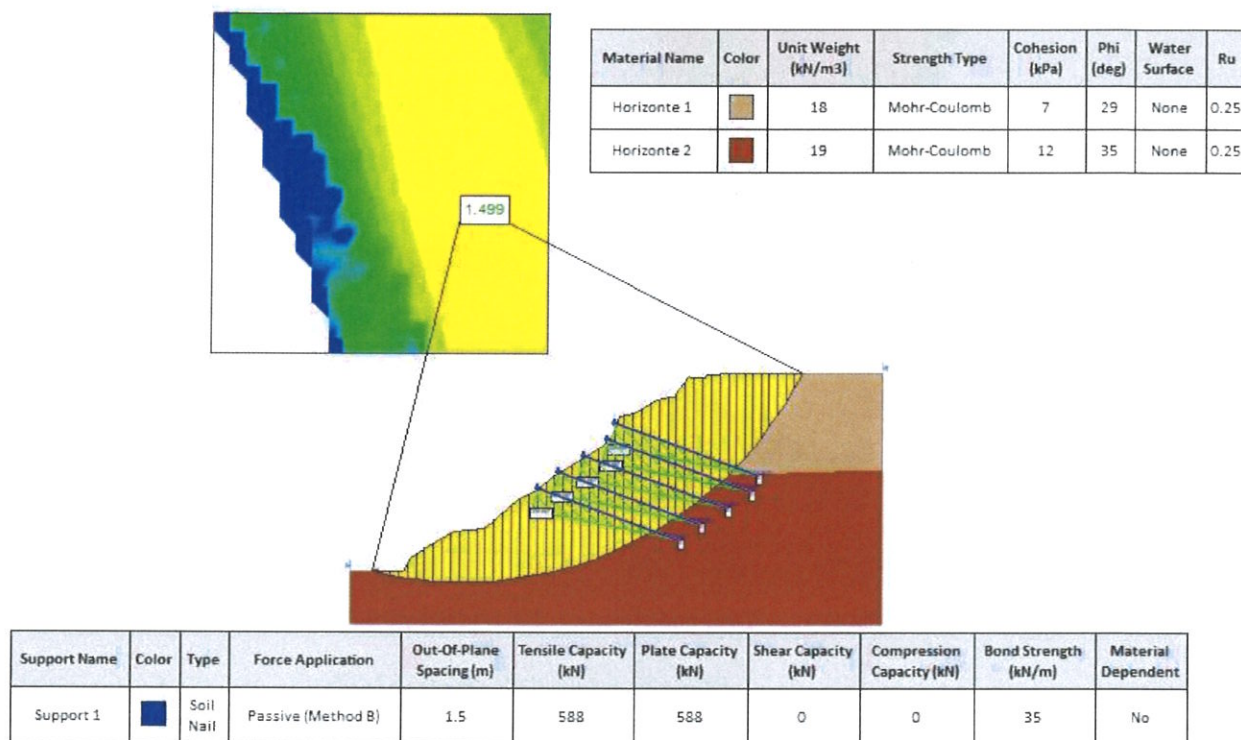 Material Name Color Unit Weight (kN/m3) Strength Type Cohesion (kPa) Phi (deg) Water Surface Ru
Horizonte 1 18 Mohr-Coulomb 7 29 None 0.25
Horizonte 2 19 Mohr-Coulomb 12 35 None 0.25
1.499
Support Name Color Type Force Application Out-Of-Plane Spacing (m) Tensile Capacity (kN) Plate Capacity (kN) Shear Capacity (kN) Compression Capacity (kN) Bond Strength (kN/m) Material Dependent
Support 1 Soil Nail Passive (Method B) 1.5 588 588 0 0 35 No